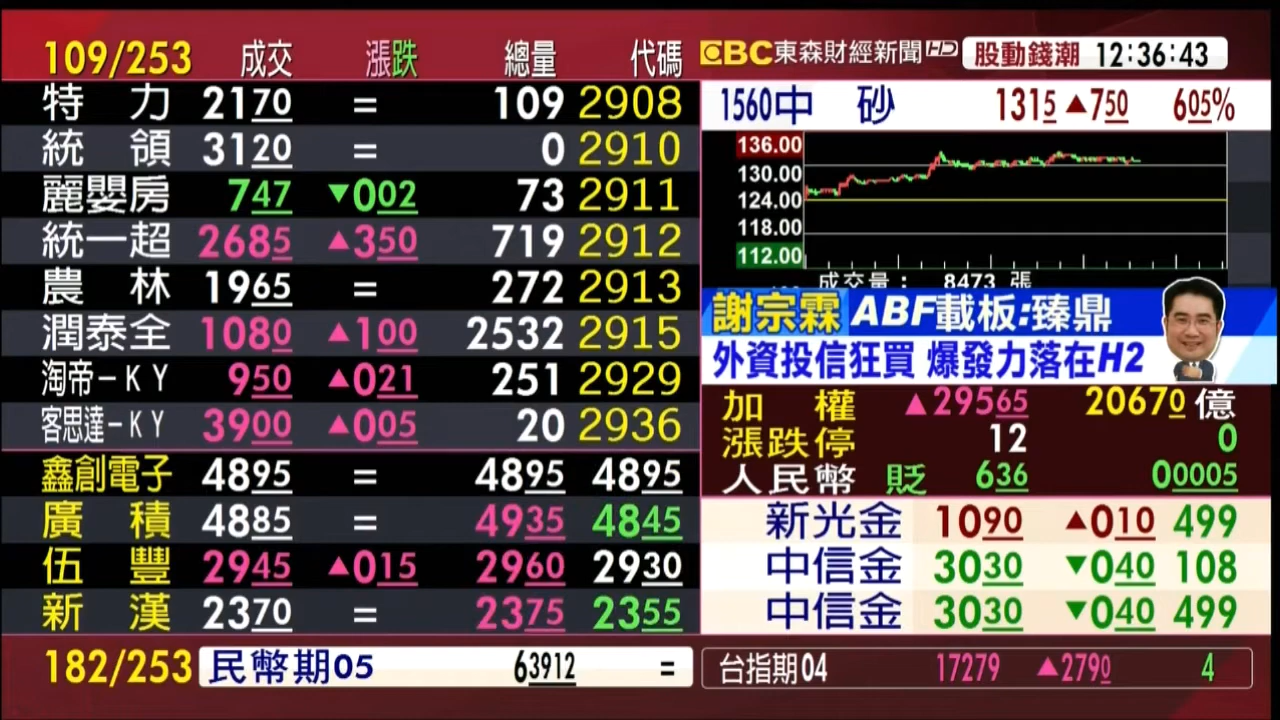 109/253 成交 漲跌 總量 代碼
特力 2170 = 109 2908
統領 3120 = 0 2910
麗嬰房 747 ▼002 73 2911
統一超 2685 ▲350 719 2912
農林 1965 = 272 2913
潤泰全 1080 ▲100 2532 2915
淘帝-KY 950 ▲021 251 2929
客思達-KY 3900 ▲005 20 2936
鑫創電子 4895 = 4895 4895
廣積 4885 = 4935 4845
伍豐 2945 ▲015 2960 2930
新漢 2370 = 2375 2355
182/253 民幣期05 63912 =
EBC東森財經新聞HD 股動錢潮 12:36:43
1560中砂 1315 ▲750 605%
136.00
130.00
124.00
118.00
112.00
成交量: 8473 張
謝宗霖 ABF載板:臻鼎
外資投信狂買 爆發力落在H2
加權 ▲29565 20670億
漲跌停 12 0
人民幣 貶 636 00005
新光金 1090 ▲010 499
中信金 3030 ▼040 108
中信金 3030 ▼040 499
台指期04 17279 ▲2790 4